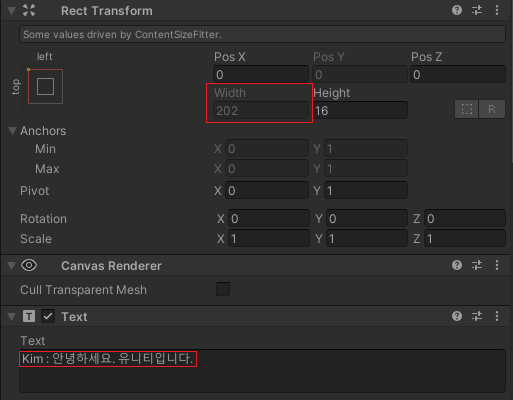 Rect Transform
Some values driven by ContentSizeFitter.
left
top
Pos X Pos Y Pos Z
0 0 0
Width Height
202 16
R
Anchors
Min X 0 Y 1
Max X 0 Y 1
Pivot X 0 Y 1
Rotation X 0 Y 0 Z 0
Scale X 1 Y 1 Z 1
Canvas Renderer
Cull Transparent Mesh
T Text
Text
Kim : 안녕하세요. 유니티입니다.